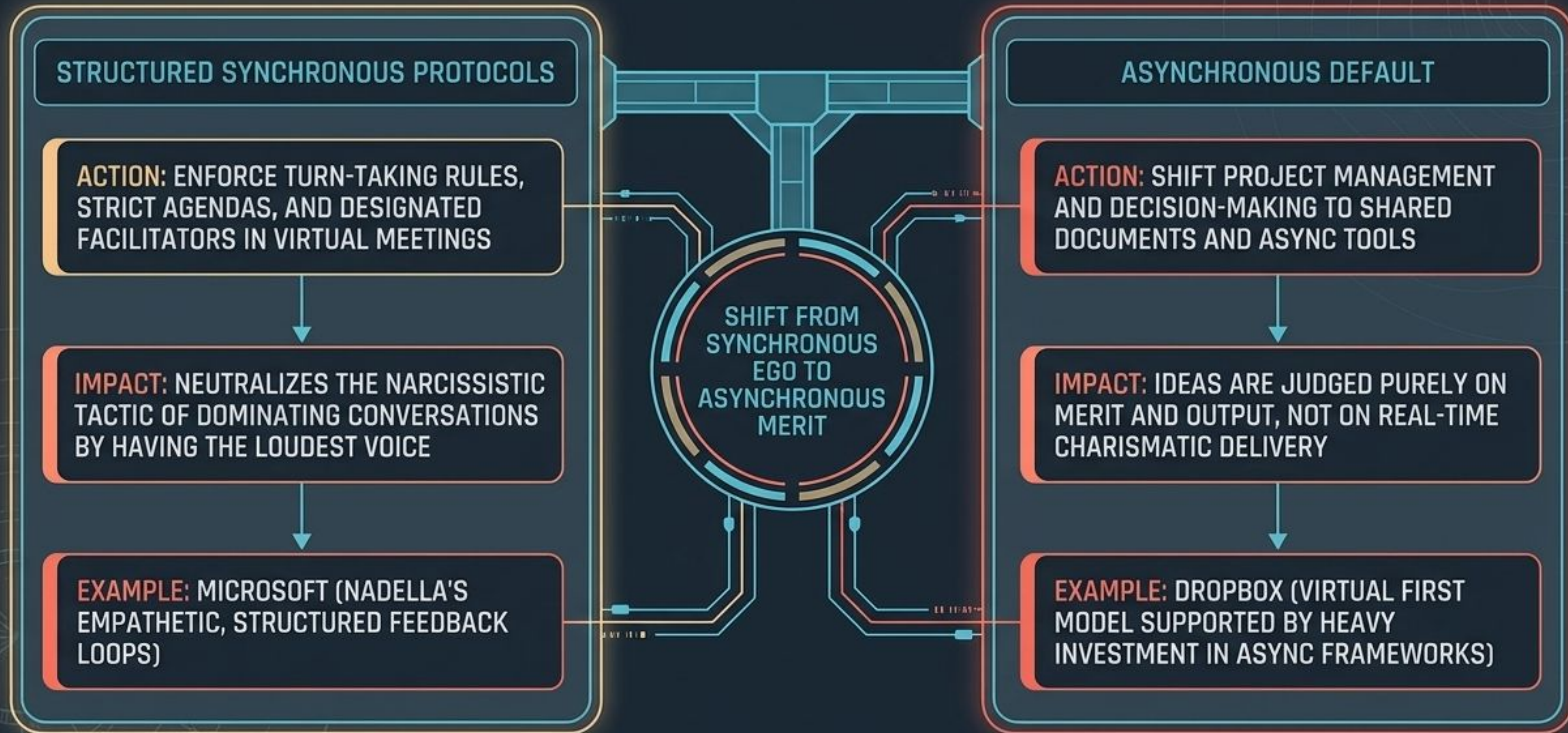 STRUCTURED SYNCHRONOUS PROTOCOLS
ACTION: ENFORCE TURN-TAKING RULES,
STRICT AGENDAS, AND DESIGNATED
FACILITATORS IN VIRTUAL MEETINGS
IMPACT: NEUTRALIZES THE NARCISSISTIC
TACTIC OF DOMINATING CONVERSATIONS
BY HAVING THE LOUDEST VOICE
EXAMPLE: MICROSOFT (NADELLA'S
EMPATHETIC, STRUCTURED FEEDBACK
LOOPS)
SHIFT FROM
SYNCHRONOUS
EGO TO
ASYNCHRONOUS
MERIT
ASYNCHRONOUS DEFAULT
ACTION: SHIFT PROJECT MANAGEMENT
AND DECISION-MAKING TO SHARED
DOCUMENTS AND ASYNC TOOLS
IMPACT: IDEAS ARE JUDGED PURELY ON
MERIT AND OUTPUT, NOT ON REAL-TIME
CHARISMATIC DELIVERY
EXAMPLE: DROPBOX (VIRTUAL FIRST
MODEL SUPPORTED BY HEAVY
INVESTMENT IN ASYNC FRAMEWORKS)